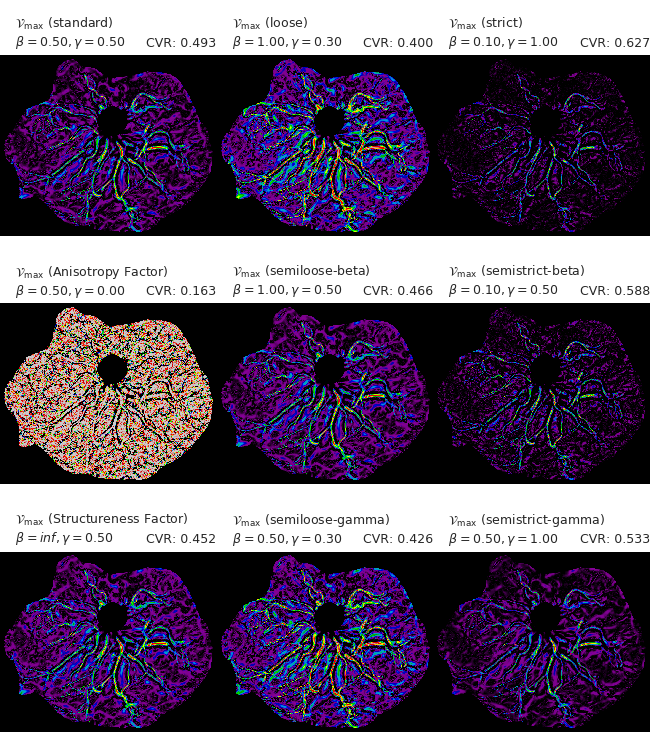 𝒱max (standard)
β = 0.50, γ = 0.50 CVR: 0.493
𝒱max (loose)
β = 1.00, γ = 0.30 CVR: 0.400
𝒱max (strict)
β = 0.10, γ = 1.00 CVR: 0.627
𝒱max (Anisotropy Factor)
β = 0.50, γ = 0.00 CVR: 0.163
𝒱max (semiloose-beta)
β = 1.00, γ = 0.50 CVR: 0.466
𝒱max (semistrict-beta)
β = 0.10, γ = 0.50 CVR: 0.588
𝒱max (Structureness Factor)
β = inf, γ = 0.50 CVR: 0.452
𝒱max (semiloose-gamma)
β = 0.50, γ = 0.30 CVR: 0.426
𝒱max (semistrict-gamma)
β = 0.50, γ = 1.00 CVR: 0.533